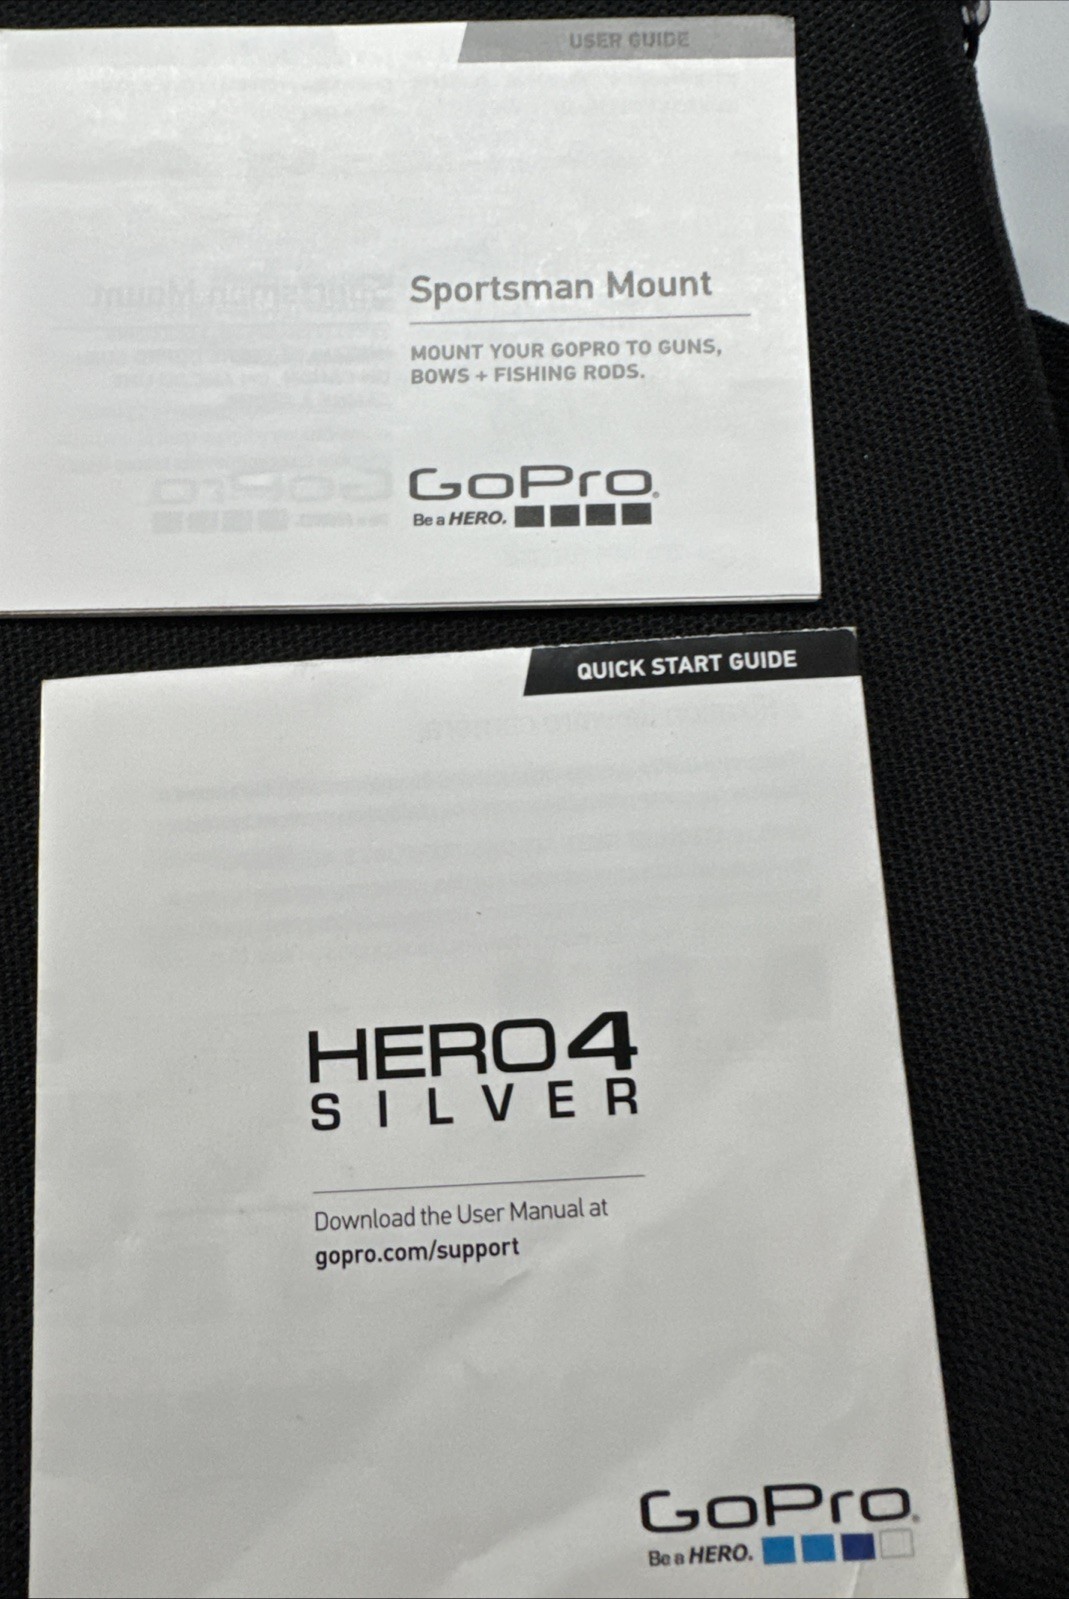 USER GUIDE
Sportsman Mount
MOUNT YOUR GOPRO TO GUNS,
BOWS + FISHING RODS.
GoPro®
Be a HERO.
QUICK START GUIDE
HERO4
SILVER
Download the User Manual at
gopro.com/support
GoPro®
Be a HERO.